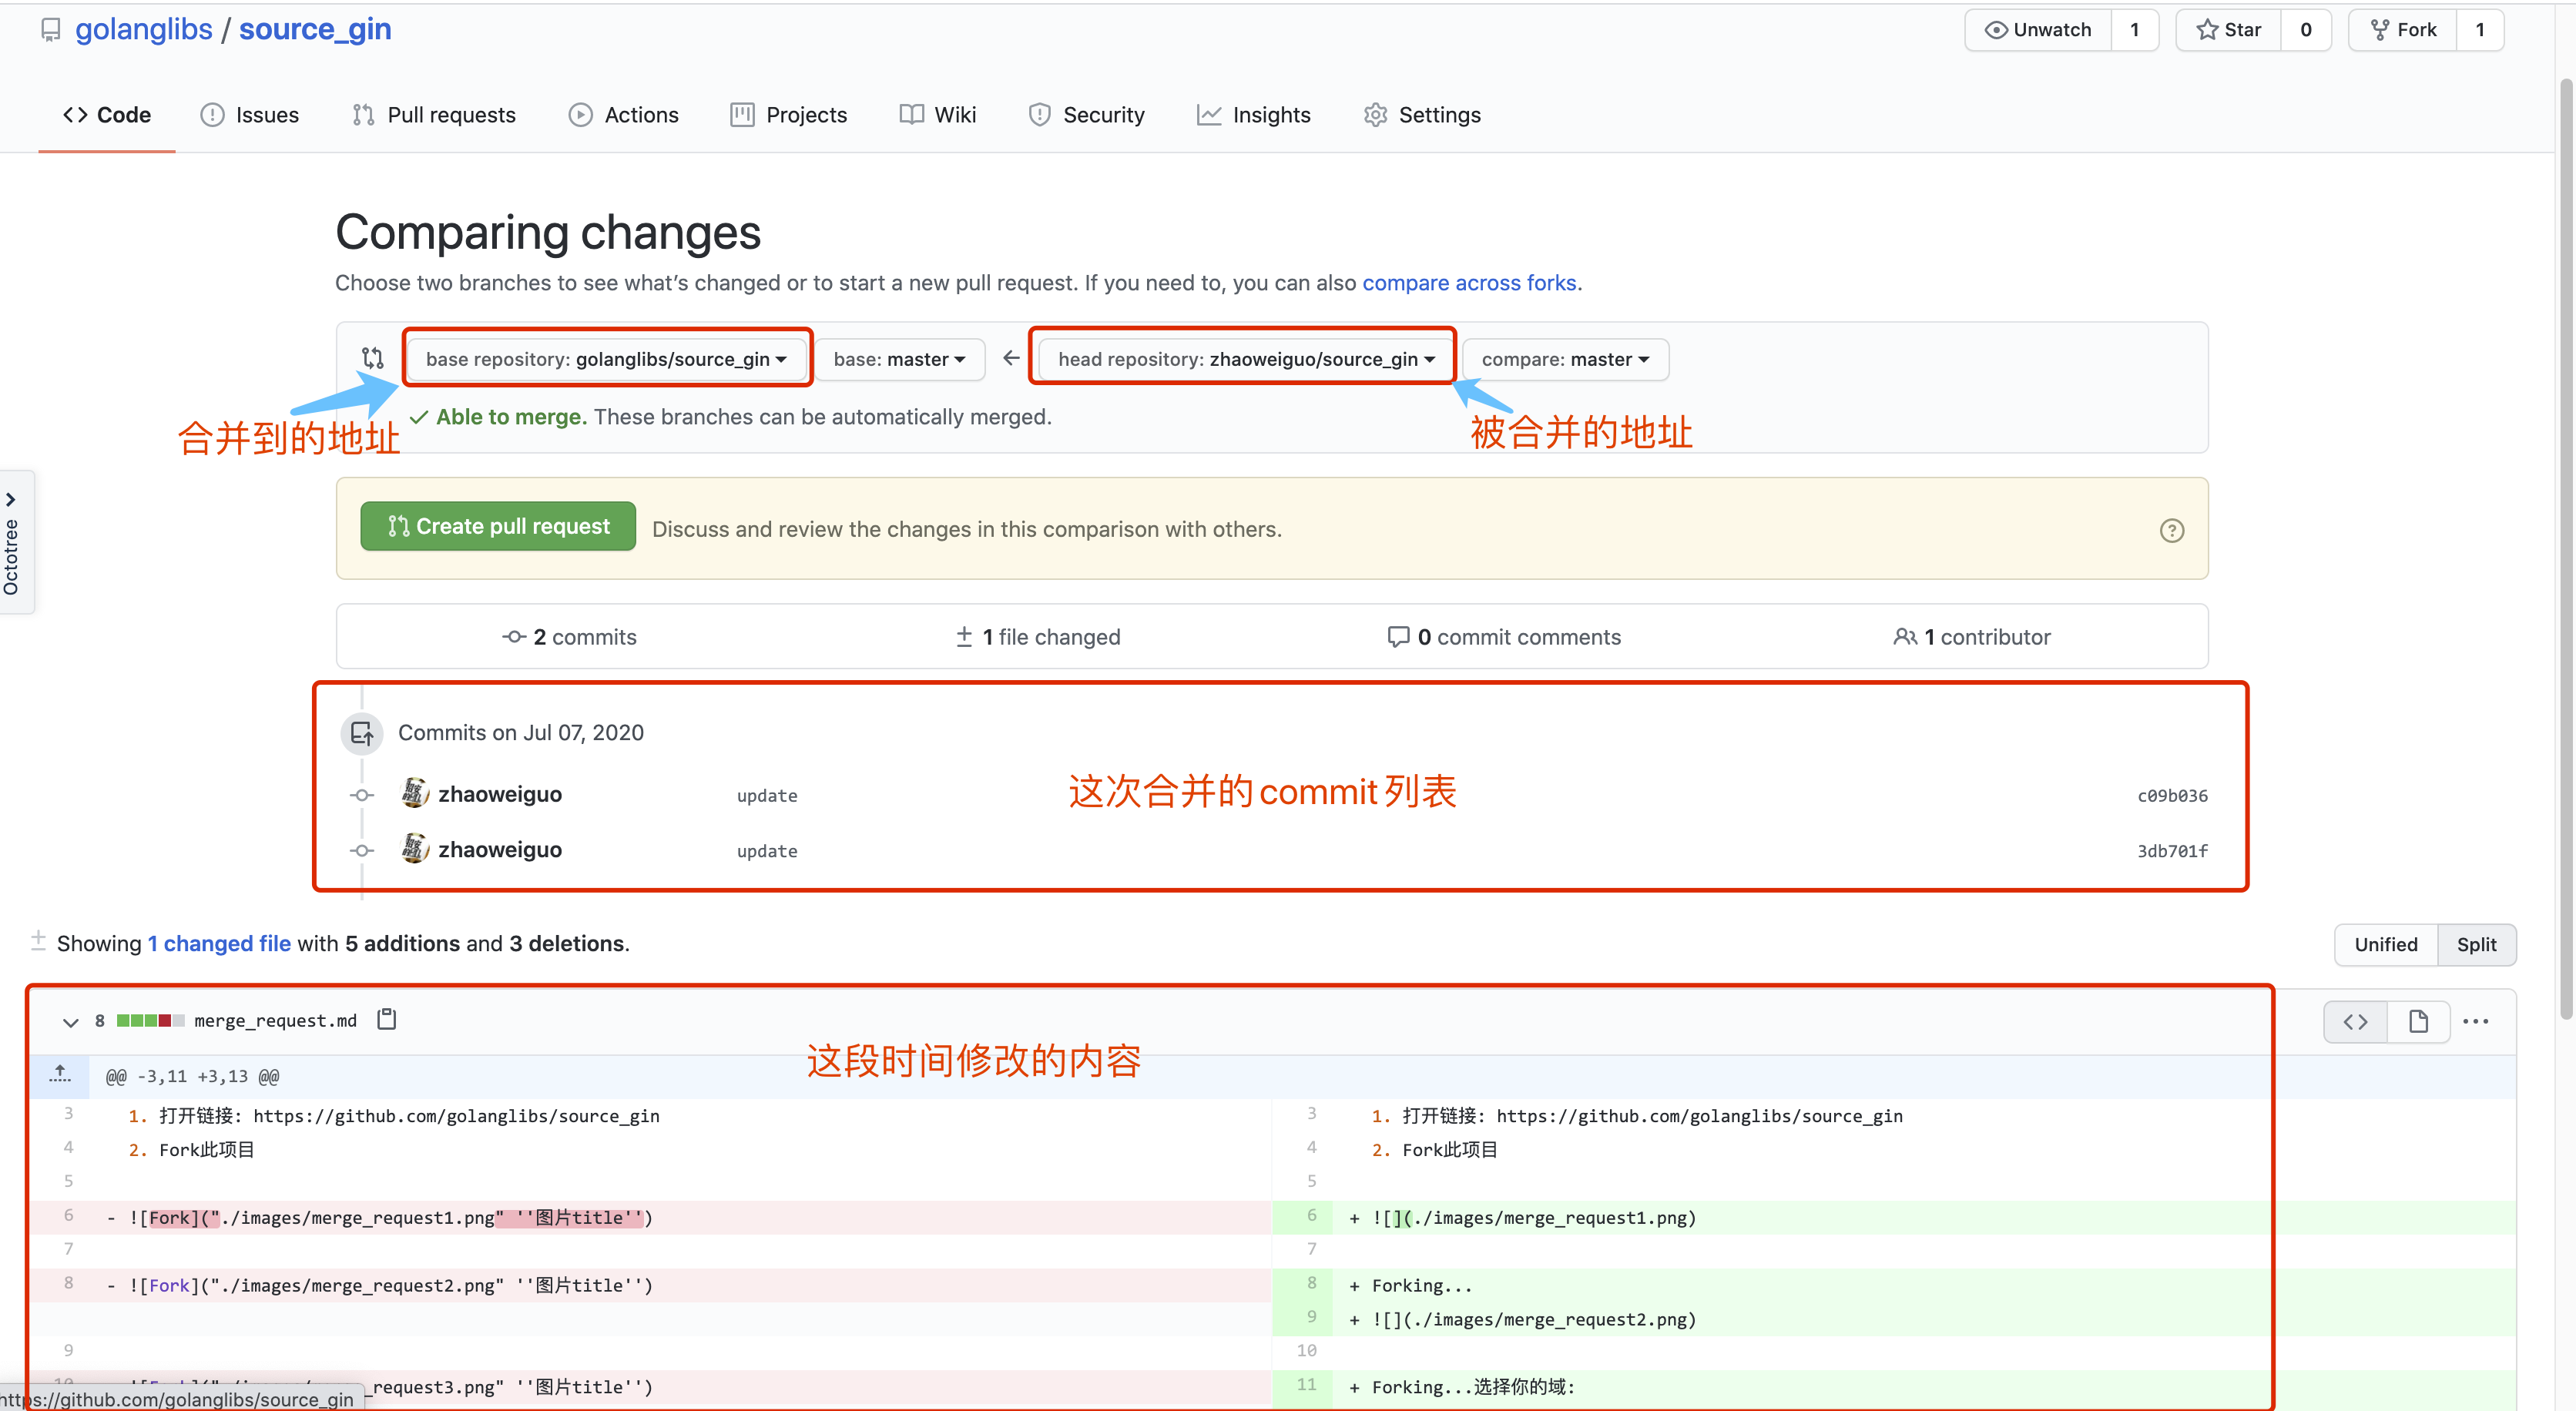 golanglibs / source_gin
Unwatch 1 Star 0 Fork 1
Code Issues Pull requests Actions Projects Wiki Security Insights Settings
Comparing changes
Choose two branches to see what’s changed or to start a new pull request. If you need to, you can also compare across forks.
base repository: golanglibs/source_gin base: master ← head repository: zhaoweiguo/source_gin compare: master
Able to merge. These branches can be automatically merged.
合并到的地址
被合并的地址
Octotree
Create pull request Discuss and review the changes in this comparison with others.
2 commits 1 file changed 0 commit comments 1 contributor
Commits on Jul 07, 2020
zhaoweiguo update c09b036
这次合并的commit列表
zhaoweiguo update 3db701f
Showing 1 changed file with 5 additions and 3 deletions.
Unified Split
8 merge_request.md
这段时间修改的内容
@@ -3,11 +3,13 @@
3 1. 打开链接: https://github.com/golanglibs/source_gin 3 1. 打开链接: https://github.com/golanglibs/source_gin
4 2. Fork此项目 4 2. Fork此项目
5 5
6 - ![Fork]("./images/merge_request1.png" ''图片title'') 6 + ![](./images/merge_request1.png)
7 7
8 - ![Fork]("./images/merge_request2.png" ''图片title'') 8 + Forking...
9 + ![](./images/merge_request2.png)
9 10
_request3.png" ''图片title'') 11 + Forking...选择你的域:
https://github.com/golanglibs/source_gin